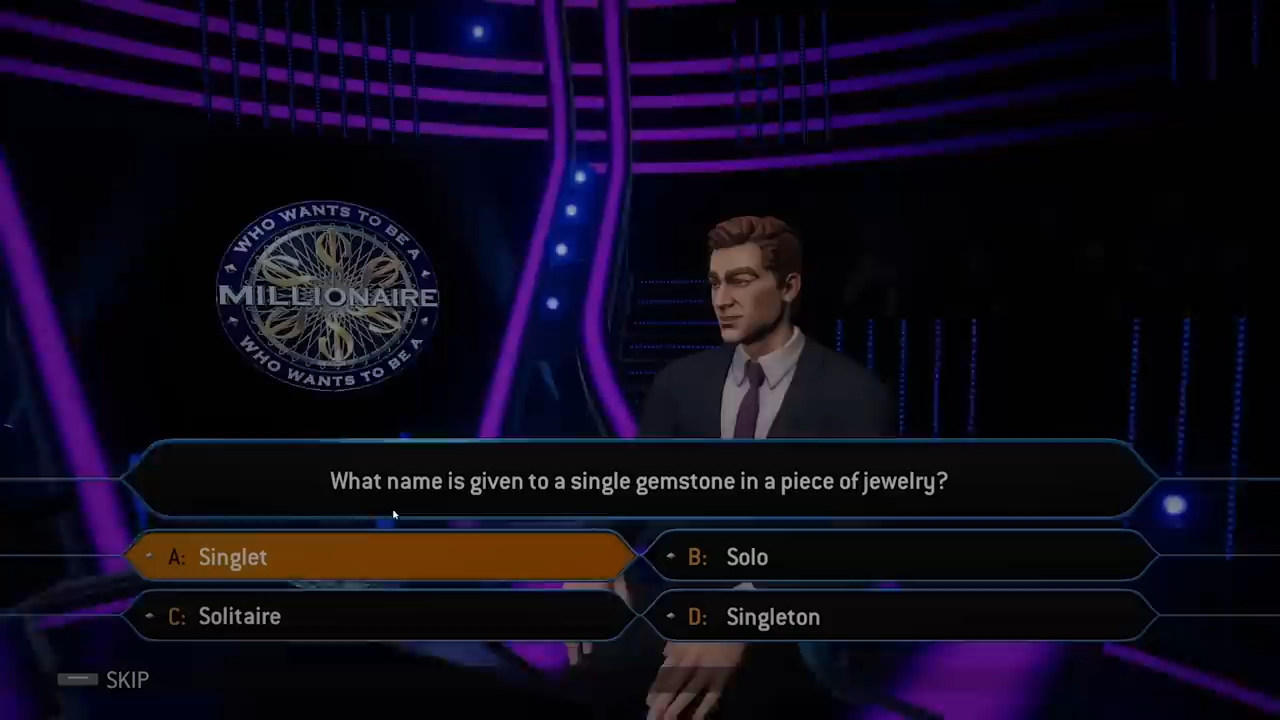 WHO WANTS TO BE A
MILLIONAIRE
WHO WANTS TO BE A
What name is given to a single gemstone in a piece of jewelry?
A: Singlet
B: Solo
C: Solitaire
D: Singleton
SKIP